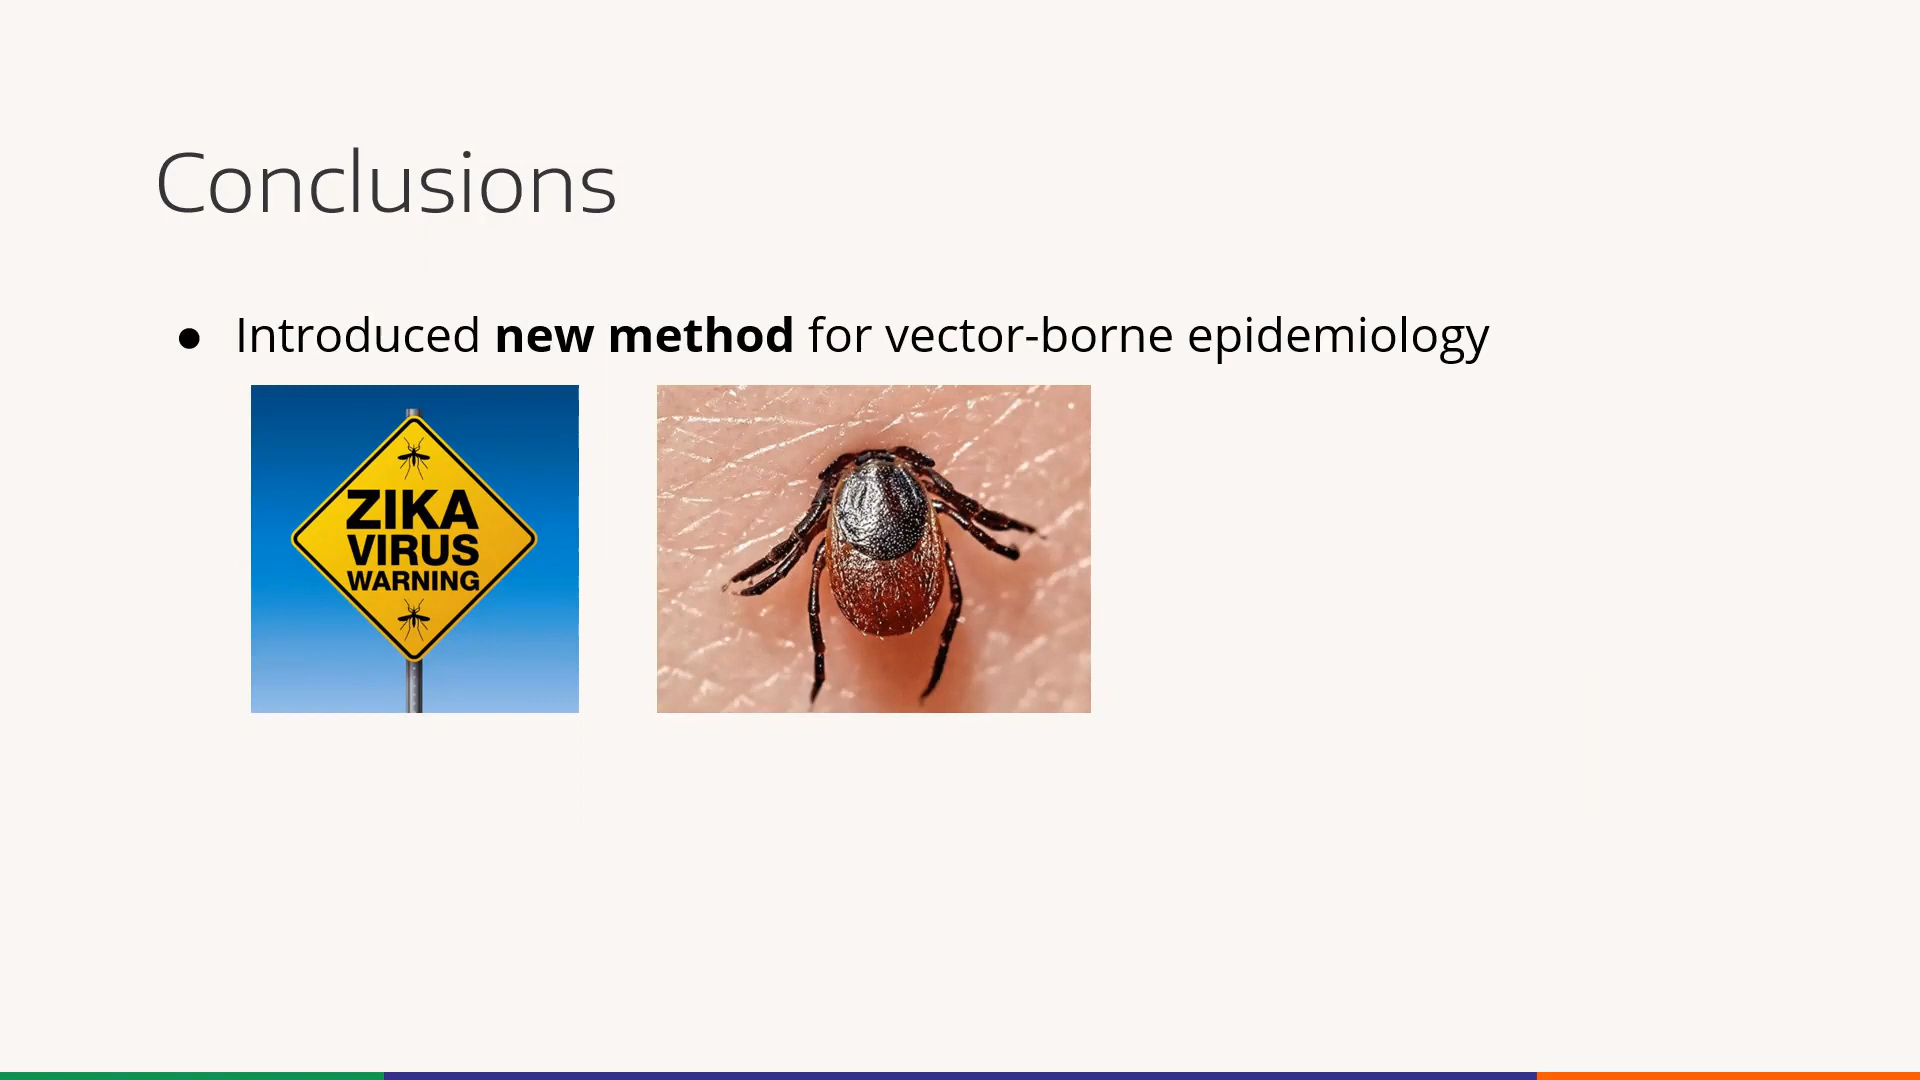 Conclusions
● Introduced new method for vector-borne epidemiology
ZIKA
VIRUS
WARNING